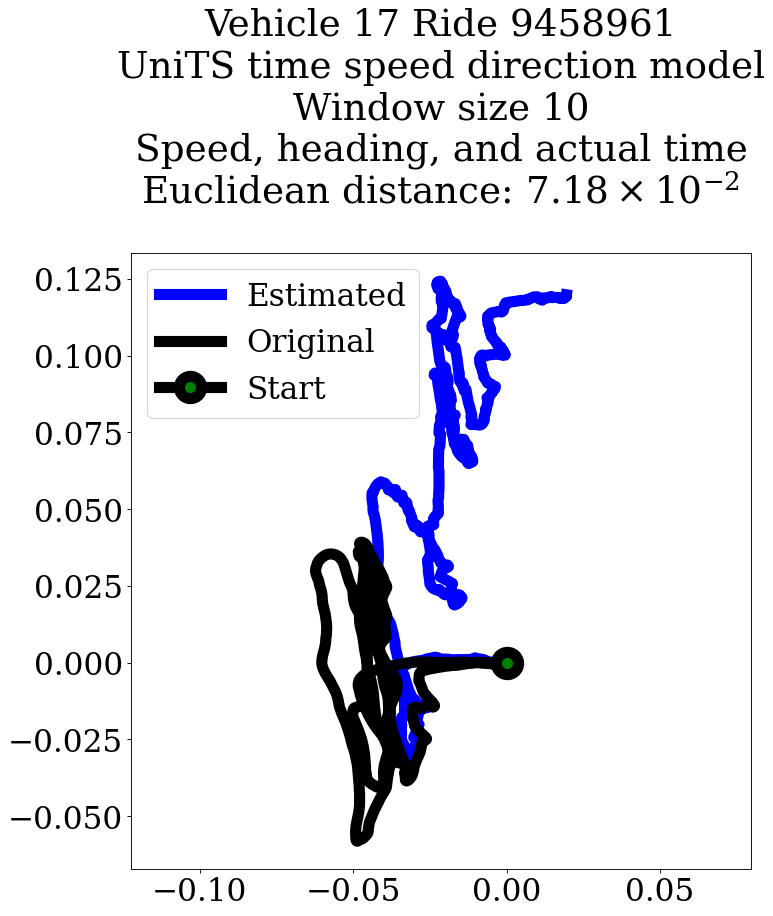 Vehicle 17 Ride 9458961
UniTS time speed direction model
Window size 10
Speed, heading, and actual time
Euclidean distance: 7.18 × 10⁻²
Estimated
Original
Start
0.125
0.100
0.075
0.050
0.025
0.000
−0.025
−0.050
−0.10 −0.05 0.00 0.05